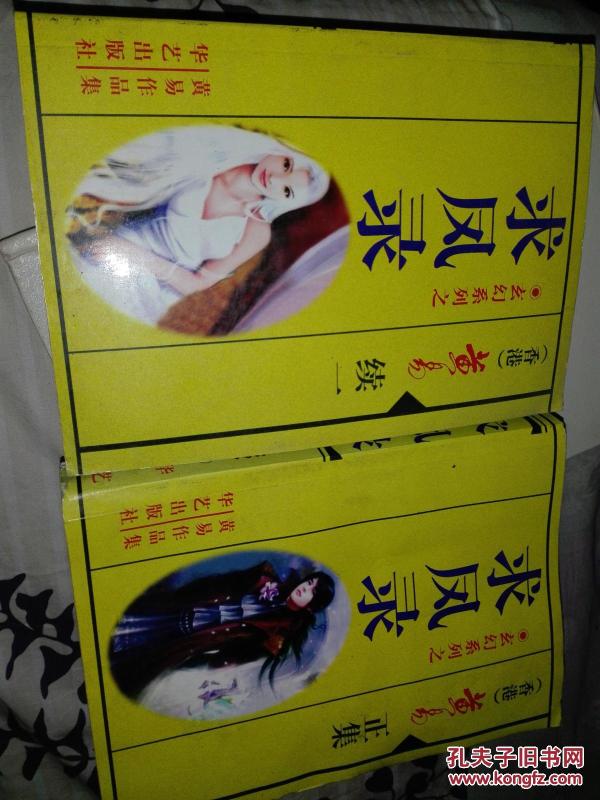 （香港）黄易 续一
◉玄幻系列之
求凤录
黄易作品集
华艺出版社
（香港）黄易 正集
◉玄幻系列之
求凤录
黄易作品集
华艺出版社
孔夫子旧书网
www.kongfz.com